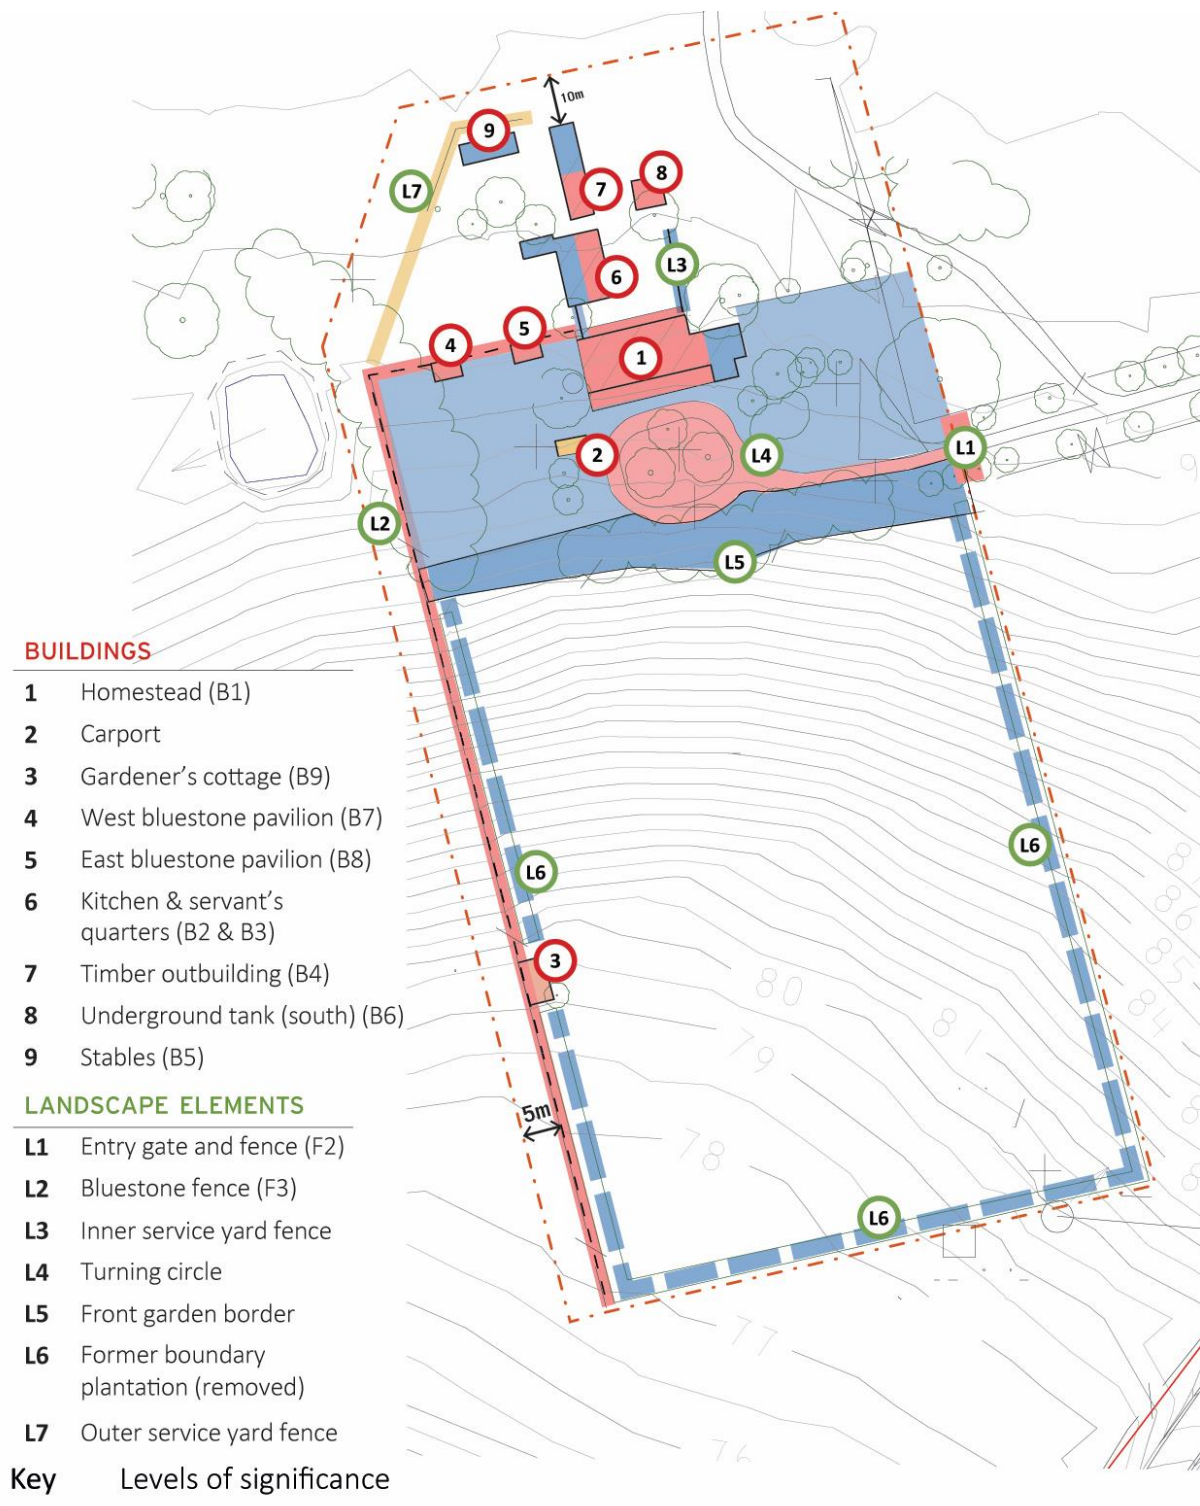 10m
9
8
L7
7
L3
6
5
4
1
2
L4
L1
L2
L5
BUILDINGS
1 Homestead (B1)
2 Carport
3 Gardener's cottage (B9)
4 West bluestone pavilion (B7)
5 East bluestone pavilion (B8)
6 Kitchen & servant's
quarters (B2 & B3)
7 Timber outbuilding (B4)
8 Underground tank (south) (B6)
9 Stables (B5)
LANDSCAPE ELEMENTS
L1 Entry gate and fence (F2)
L2 Bluestone fence (F3)
L3 Inner service yard fence
L4 Turning circle
L5 Front garden border
L6 Former boundary
plantation (removed)
L7 Outer service yard fence
Key Levels of significance
L6
L6
3
80
79
81
84
85
86
5m
78
L6
77
76